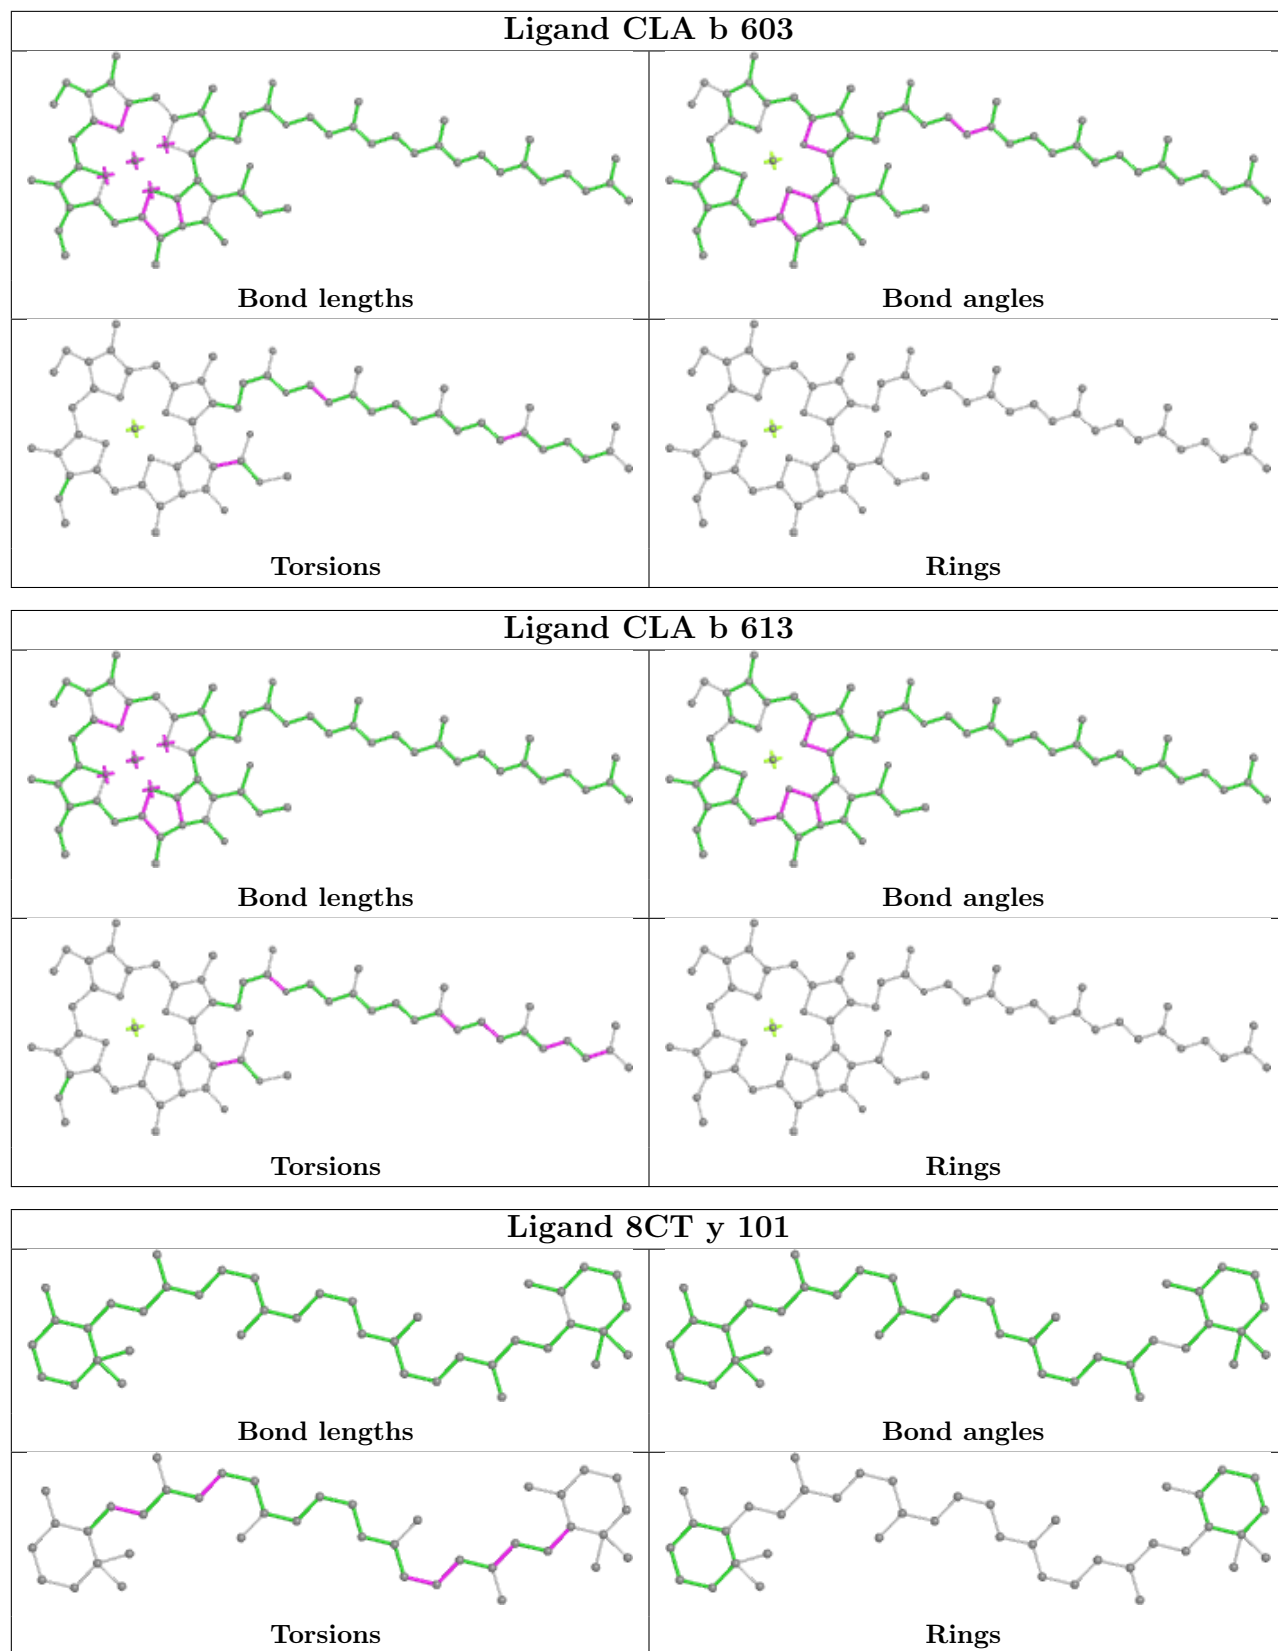 Ligand CLA b 603
Bond lengths
Bond angles
Torsions
Rings
Ligand CLA b 613
Bond lengths
Bond angles
Torsions
Rings
Ligand 8CT y 101
Bond lengths
Bond angles
Torsions
Rings